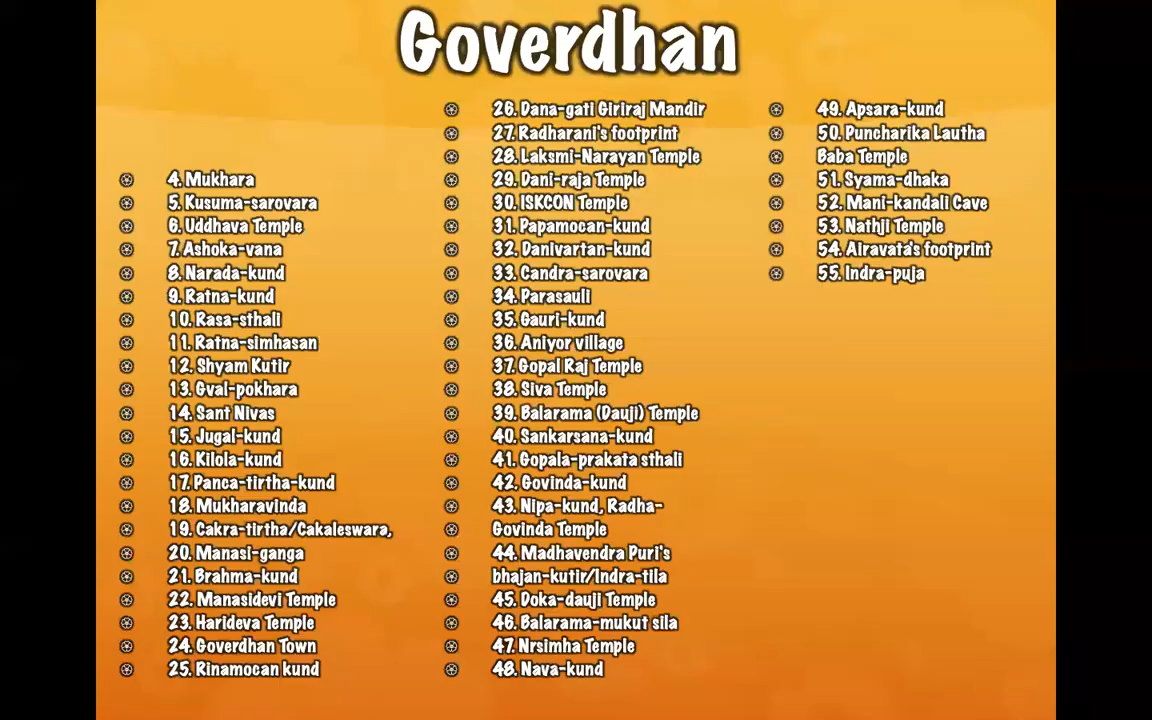 Goverdhan
4. Mukhara
5. Kusuma-sarovara
6. Uddhava Temple
7. Ashoka-vana
8. Narada-kund
9. Ratna-kund
10. Rasa-sthali
11. Ratna-simhasan
12. Shyam Kutir
13. Gval-pokhara
14. Sant Nivas
15. Jugal-kund
16. Kilola-kund
17. Panca-tirtha-kund
18. Mukharavinda
19. Cakra-tirtha/Cakaleswara,
20. Manasi-ganga
21. Brahma-kund
22. Manasidevi Temple
23. Harideva Temple
24. Goverdhan Town
25. Rinamocan kund
26. Dana-gati Giriraj Mandir
27. Radharani's footprint
28. Laksmi-Narayan Temple
29. Dani-raja Temple
30. ISKCON Temple
31. Papamocan-kund
32. Danivartan-kund
33. Candra-sarovara
34. Parasauli
35. Gauri-kund
36. Aniyor village
37. Gopal Raj Temple
38. Siva Temple
39. Balarama (Dauji) Temple
40. Sankarsana-kund
41. Gopala-prakata sthali
42. Govinda-kund
43. Nipa-kund, Radha-
Govinda Temple
44. Madhavendra Puri's
bhajan-kutir/Indra-tila
45. Doka-dauji Temple
46. Balarama-mukut sila
47. Nrsimha Temple
48. Nava-kund
49. Apsara-kund
50. Puncharika Lautha
Baba Temple
51. Syama-dhaka
52. Mani-kandali Cave
53. Nathji Temple
54. Airavata's footprint
55. Indra-puja